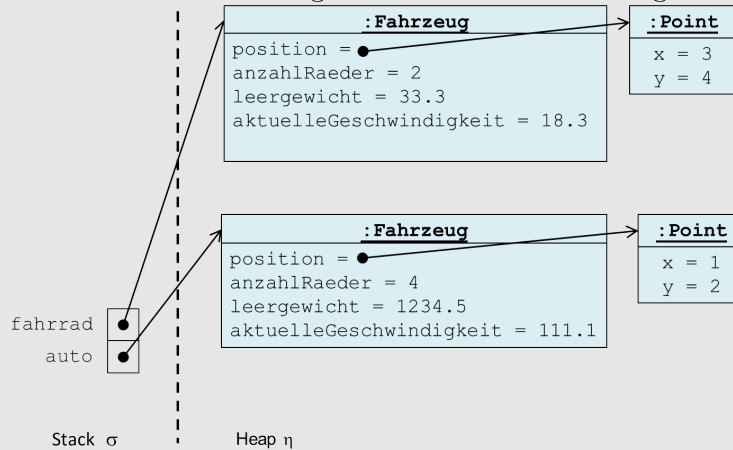 :Fahrzeug
position =
anzahlRaeder = 2
leergewicht = 33.3
aktuelleGeschwindigkeit = 18.3
:Point
x = 3
y = 4
:Fahrzeug
position =
anzahlRaeder = 4
leergewicht = 1234.5
aktuelleGeschwindigkeit = 111.1
:Point
x = 1
y = 2
fahrrad
auto
Stack σ
Heap η